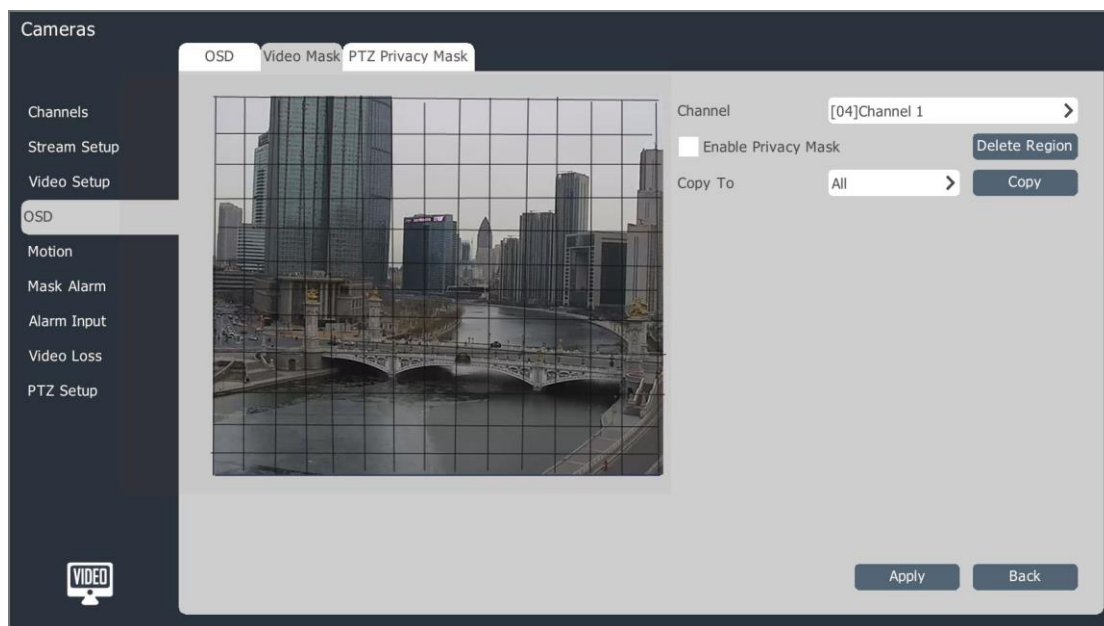 Cameras
OSD
Video Mask
PTZ Privacy Mask
Channels
Stream Setup
Video Setup
OSD
Motion
Mask Alarm
Alarm Input
Video Loss
PTZ Setup
Channel
[04]Channel 1
Enable Privacy Mask
Delete Region
Copy To
All
Copy
VIDEO
Apply
Back